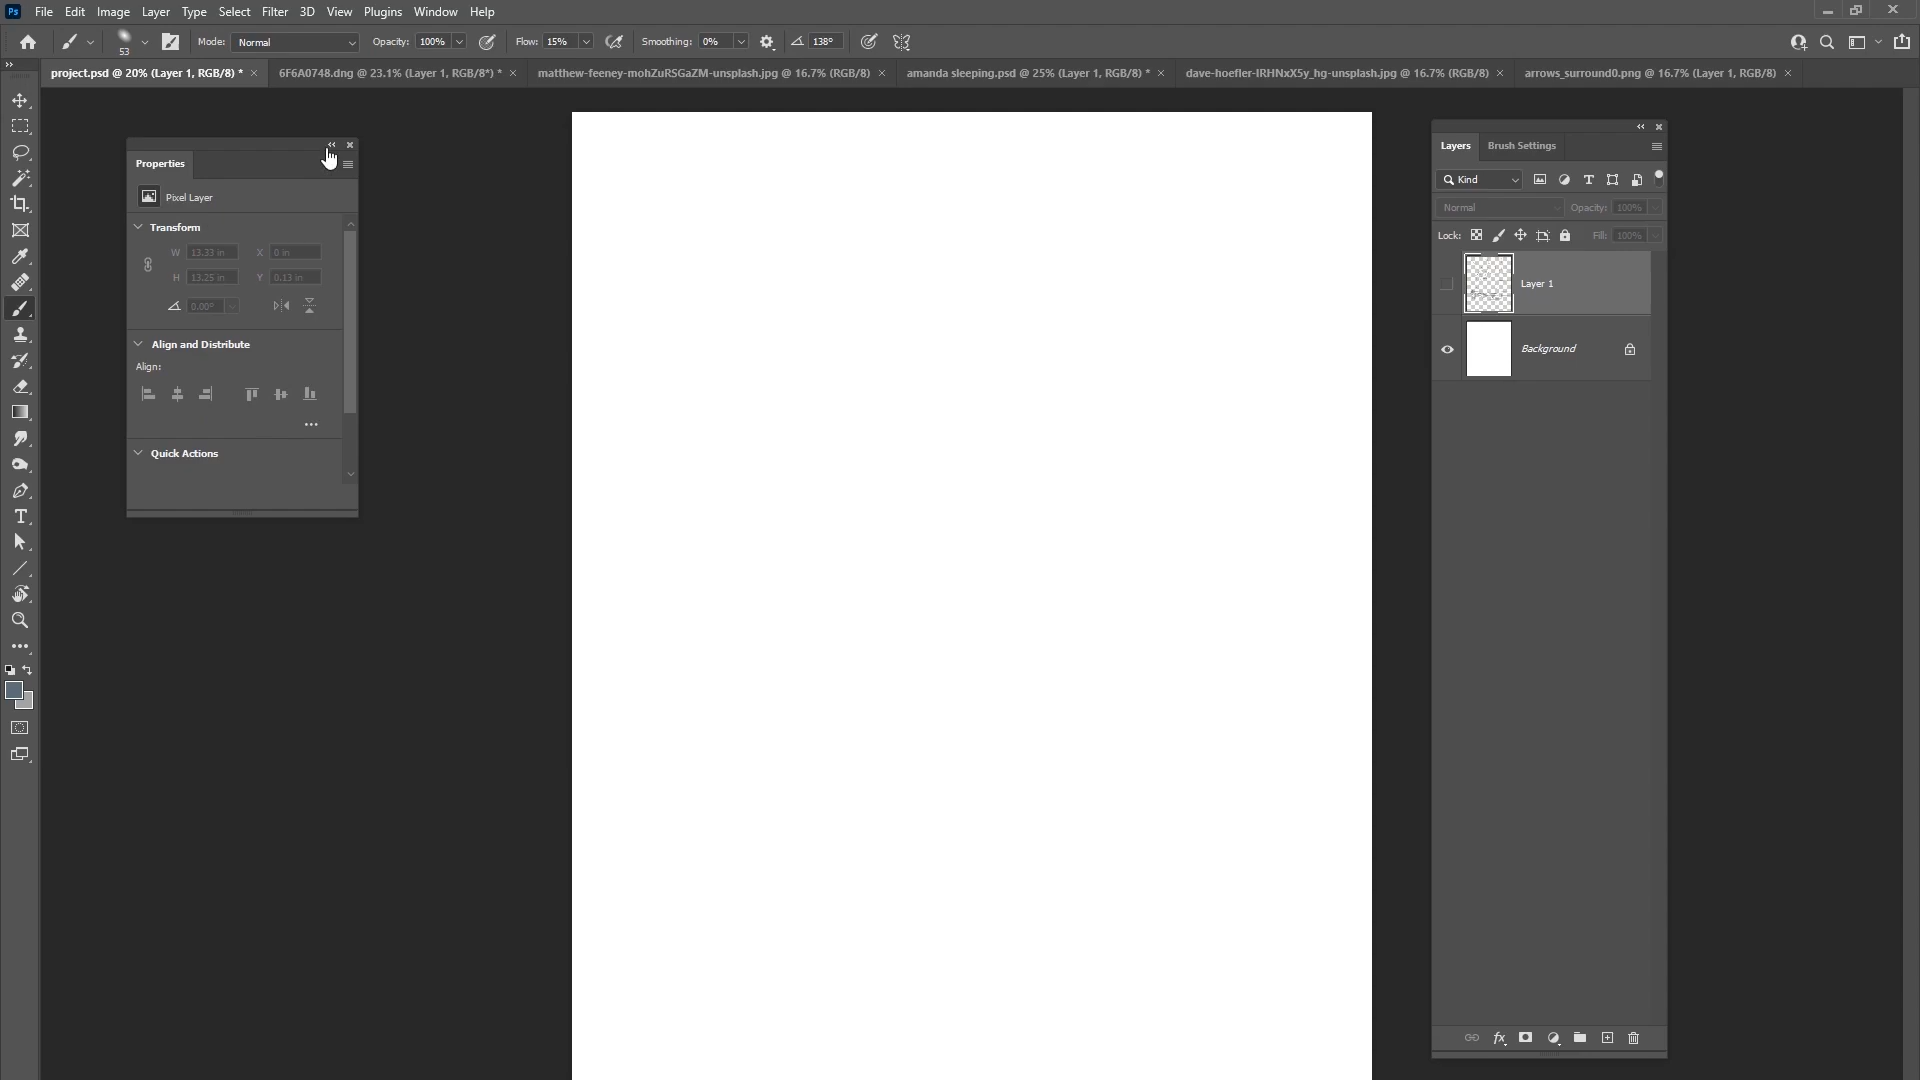 Ps File Edit Image Layer Type Select Filter 3D View Plugins Window Help
53 Mode: Normal Opacity: 100% Flow: 15% Smoothing: 0% 138°
project.psd @ 20% (Layer 1, RGB/8) * 6F6A0748.dng @ 23.1% (Layer 1, RGB/8*) * matthew-feeney-mohZuRSGaZM-unsplash.jpg @ 16.7% (RGB/8) amanda sleeping.psd @ 25% (Layer 1, RGB/8) * dave-hoefler-IRHNxX5y_hg-unsplash.jpg @ 16.7% (RGB/8) arrows_surround0.png @ 16.7% (Layer 1, RGB/8)
Properties
Pixel Layer
Transform
W 13.33 in X 0 in
H 13.25 in Y 0.13 in
0.00°
Align and Distribute
Align:
Quick Actions
Layers Brush Settings
Kind
Normal Opacity: 100%
Lock: Fill: 100%
Layer 1
Background
fx